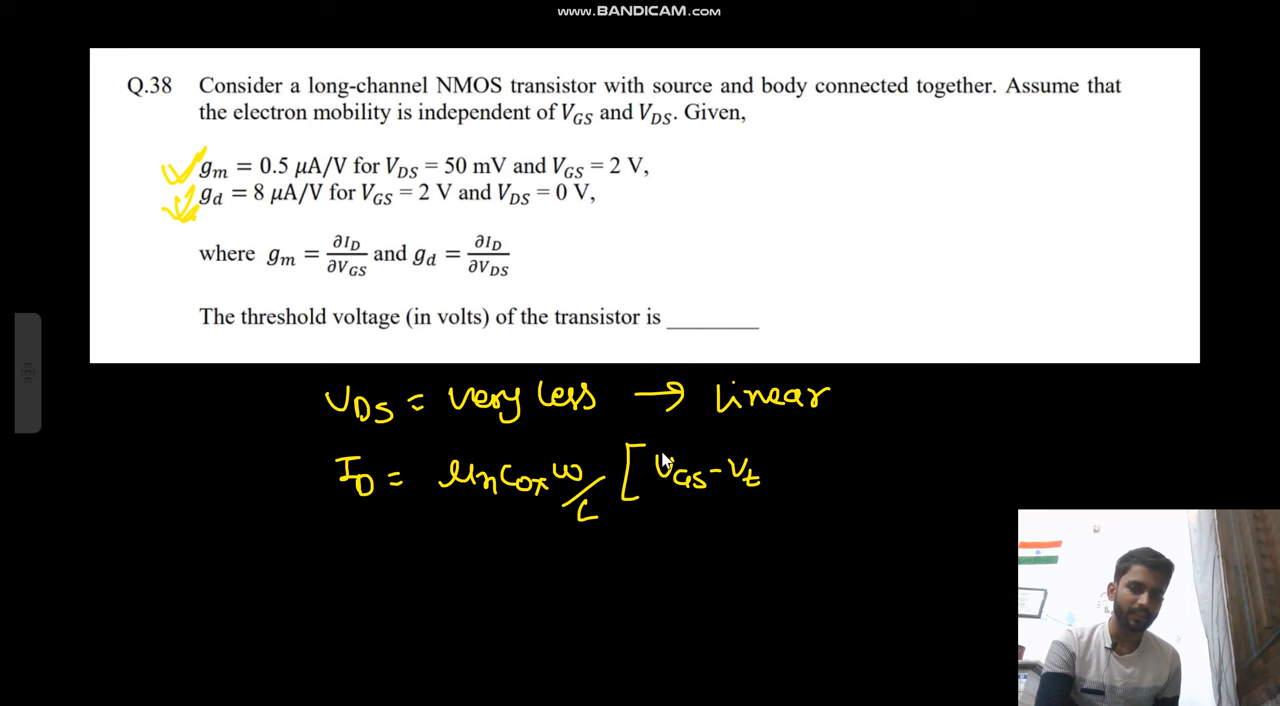 www.BANDICAM.com
Q.38 Consider a long-channel NMOS transistor with source and body connected together. Assume that
the electron mobility is independent of V_GS and V_DS. Given,
g_m = 0.5 μA/V for V_DS = 50 mV and V_GS = 2 V,
g_d = 8 μA/V for V_GS = 2 V and V_DS = 0 V,
where g_m = ∂I_D/∂V_GS and g_d = ∂I_D/∂V_DS
The threshold voltage (in volts) of the transistor is ________
V_DS = very less → linear
I_D = μ_n C_ox W/L [V_GS - V_t